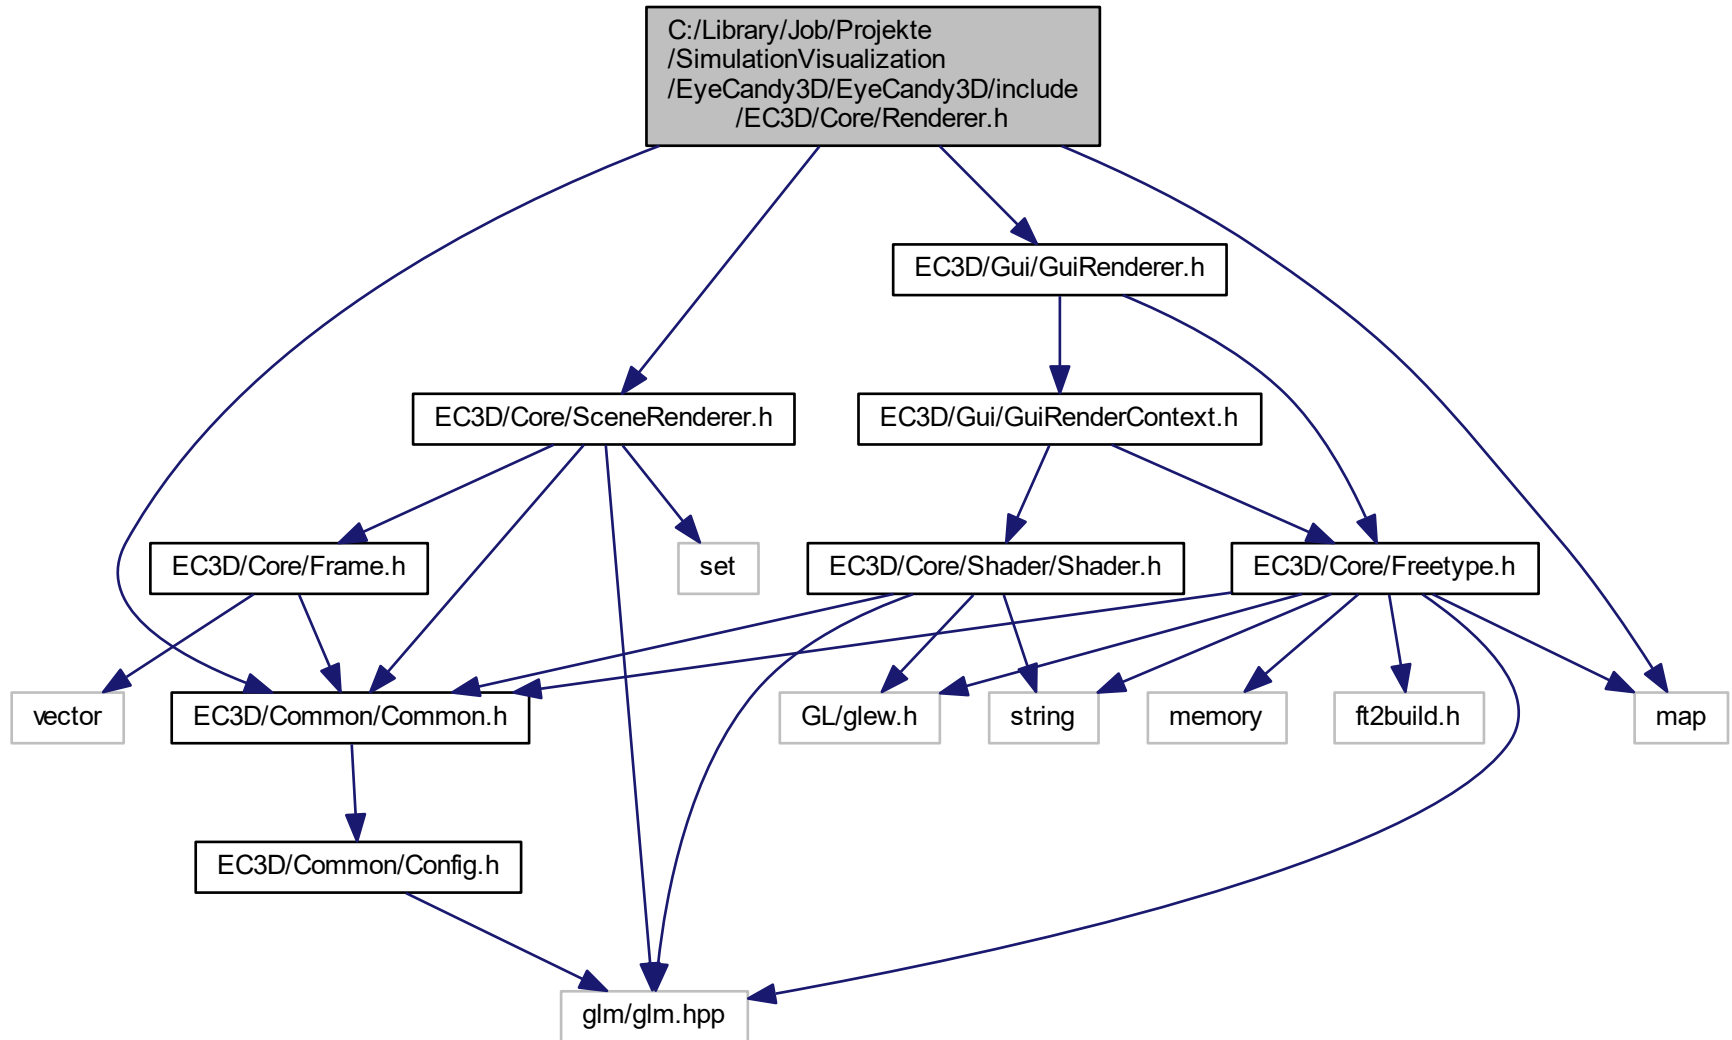 C:/Library/Job/Projekte
/SimulationVisualization
/EyeCandy3D/EyeCandy3D/include
/EC3D/Core/Renderer.h
EC3D/Gui/GuiRenderer.h
EC3D/Core/SceneRenderer.h
EC3D/Gui/GuiRenderContext.h
EC3D/Core/Frame.h
set
EC3D/Core/Shader/Shader.h
EC3D/Core/Freetype.h
vector
EC3D/Common/Common.h
GL/glew.h
string
memory
ft2build.h
map
EC3D/Common/Config.h
glm/glm.hpp